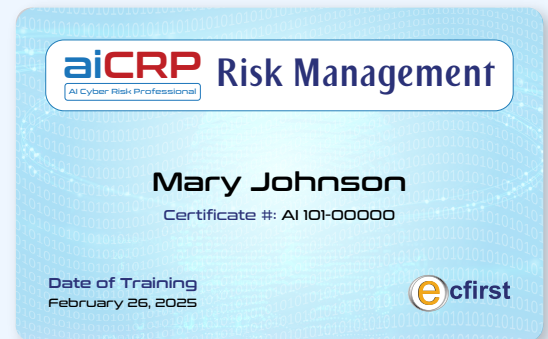 aiCRP Risk Management
AI Cyber Risk Professional
Mary Johnson
Certificate #: AI 101-00000
Date of Training
February 26, 2025
ecfirst